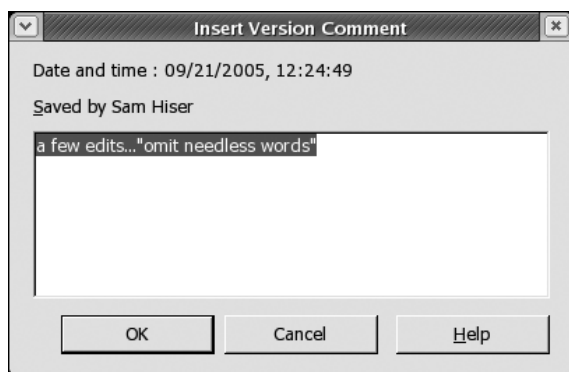 Insert Version Comment
Date and time : 09/21/2005, 12:24:49
Saved by Sam Hiser
a few edits..."omit needless words"
OK Cancel Help